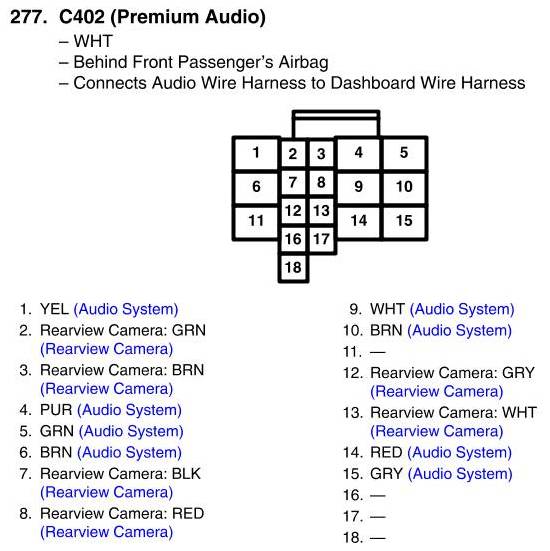 277. C402 (Premium Audio)
– WHT
– Behind Front Passenger's Airbag
– Connects Audio Wire Harness to Dashboard Wire Harness
1 2 3 4 5
6 7 8 9 10
11 12 13 14 15
16 17
18
1. YEL (Audio System)
2. Rearview Camera: GRN
(Rearview Camera)
3. Rearview Camera: BRN
(Rearview Camera)
4. PUR (Audio System)
5. GRN (Audio System)
6. BRN (Audio System)
7. Rearview Camera: BLK
(Rearview Camera)
8. Rearview Camera: RED
(Rearview Camera)
9. WHT (Audio System)
10. BRN (Audio System)
11. —
12. Rearview Camera: GRY
(Rearview Camera)
13. Rearview Camera: WHT
(Rearview Camera)
14. RED (Audio System)
15. GRY (Audio System)
16. —
17. —
18. —